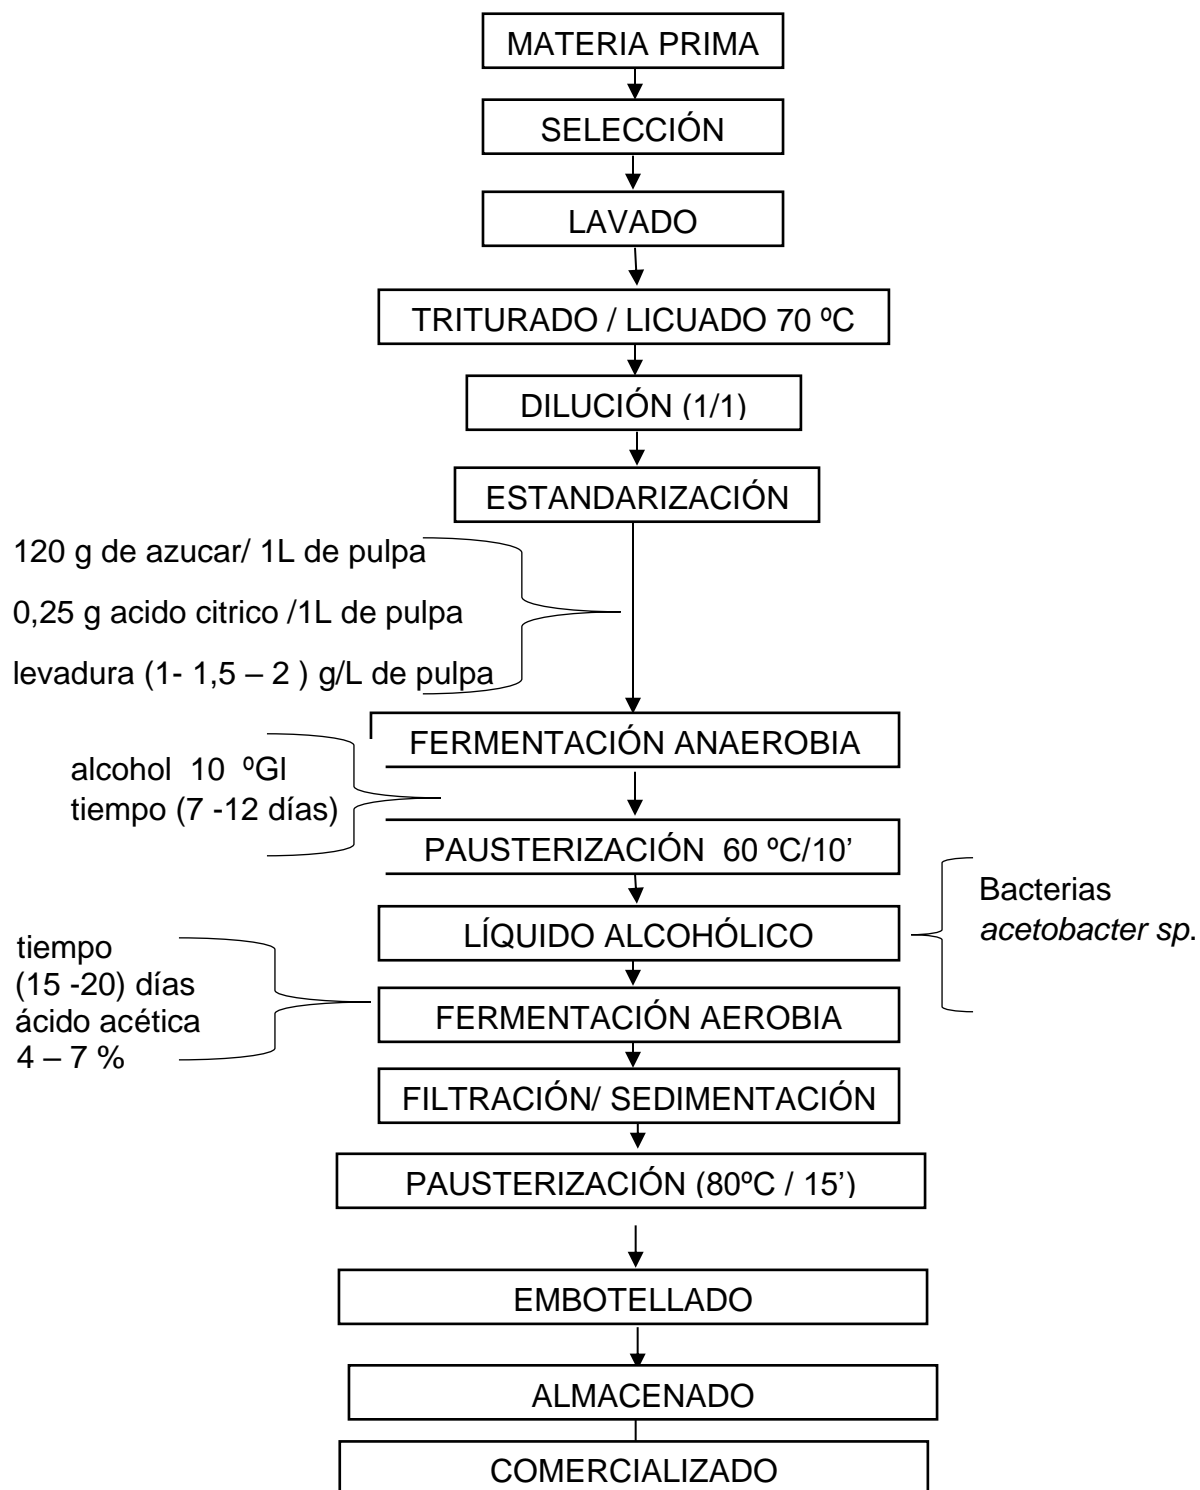 MATERIA PRIMA
SELECCIÓN
LAVADO
TRITURADO / LICUADO 70 ºC
DILUCIÓN (1/1)
ESTANDARIZACIÓN
120 g de azucar/ 1L de pulpa
0,25 g acido citrico /1L de pulpa
levadura (1- 1,5 – 2 ) g/L de pulpa
FERMENTACIÓN ANAEROBIA
alcohol 10 ºGl
tiempo (7 -12 días)
PAUSTERIZACIÓN 60 ºC/10’
Bacterias
acetobacter sp.
LÍQUIDO ALCOHÓLICO
tiempo
(15 -20) días
ácido acética
4 – 7 %
FERMENTACIÓN AEROBIA
FILTRACIÓN/ SEDIMENTACIÓN
PAUSTERIZACIÓN (80ºC / 15’)
EMBOTELLADO
ALMACENADO
COMERCIALIZADO